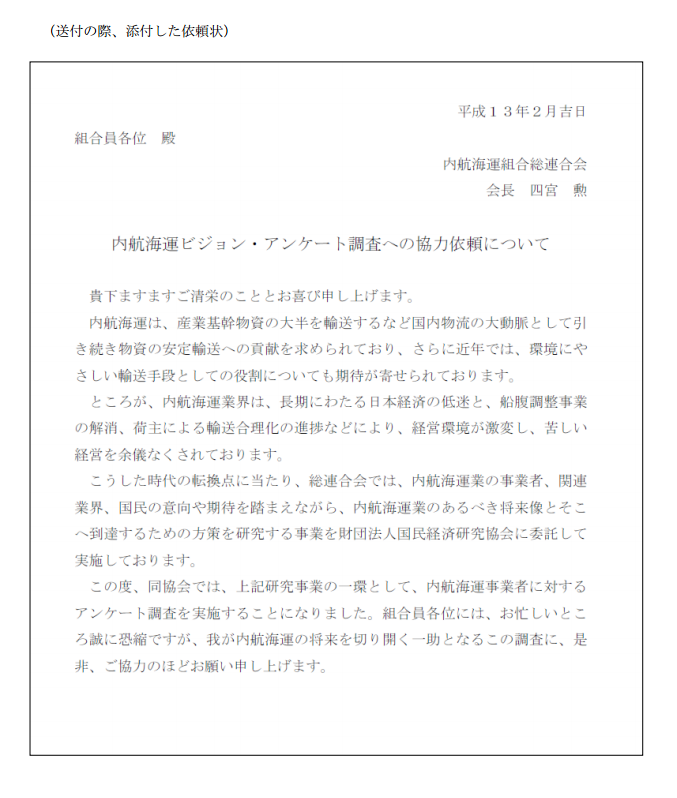 （送付の際、添付した依頼状）
平成１３年２月吉日
組合員各位　殿
内航海運組合総連合会
会長　四宮　勲
内航海運ビジョン・アンケート調査への協力依頼について
貴下ますますご清栄のこととお喜び申し上げます。
内航海運は、産業基幹物資の大半を輸送するなど国内物流の大動脈として引
き続き物資の安定輸送への貢献を求められており、さらに近年では、環境にや
さしい輸送手段としての役割についても期待が寄せられております。
ところが、内航海運業界は、長期にわたる日本経済の低迷と、船腹調整事業
の解消、荷主による輸送合理化の進捗などにより、経営環境が激変し、苦しい
経営を余儀なくされております。
こうした時代の転換点に当たり、総連合会では、内航海運業の事業者、関連
業界、国民の意向や期待を踏まえながら、内航海運業のあるべき将来像とそこ
へ到達するための方策を研究する事業を財団法人国民経済研究協会に委託して
実施しております。
この度、同協会では、上記研究事業の一環として、内航海運事業者に対する
アンケート調査を実施することになりました。組合員各位には、お忙しいとこ
ろ誠に恐縮ですが、我が内航海運の将来を切り開く一助となるこの調査に、是
非、ご協力のほどお願い申し上げます。